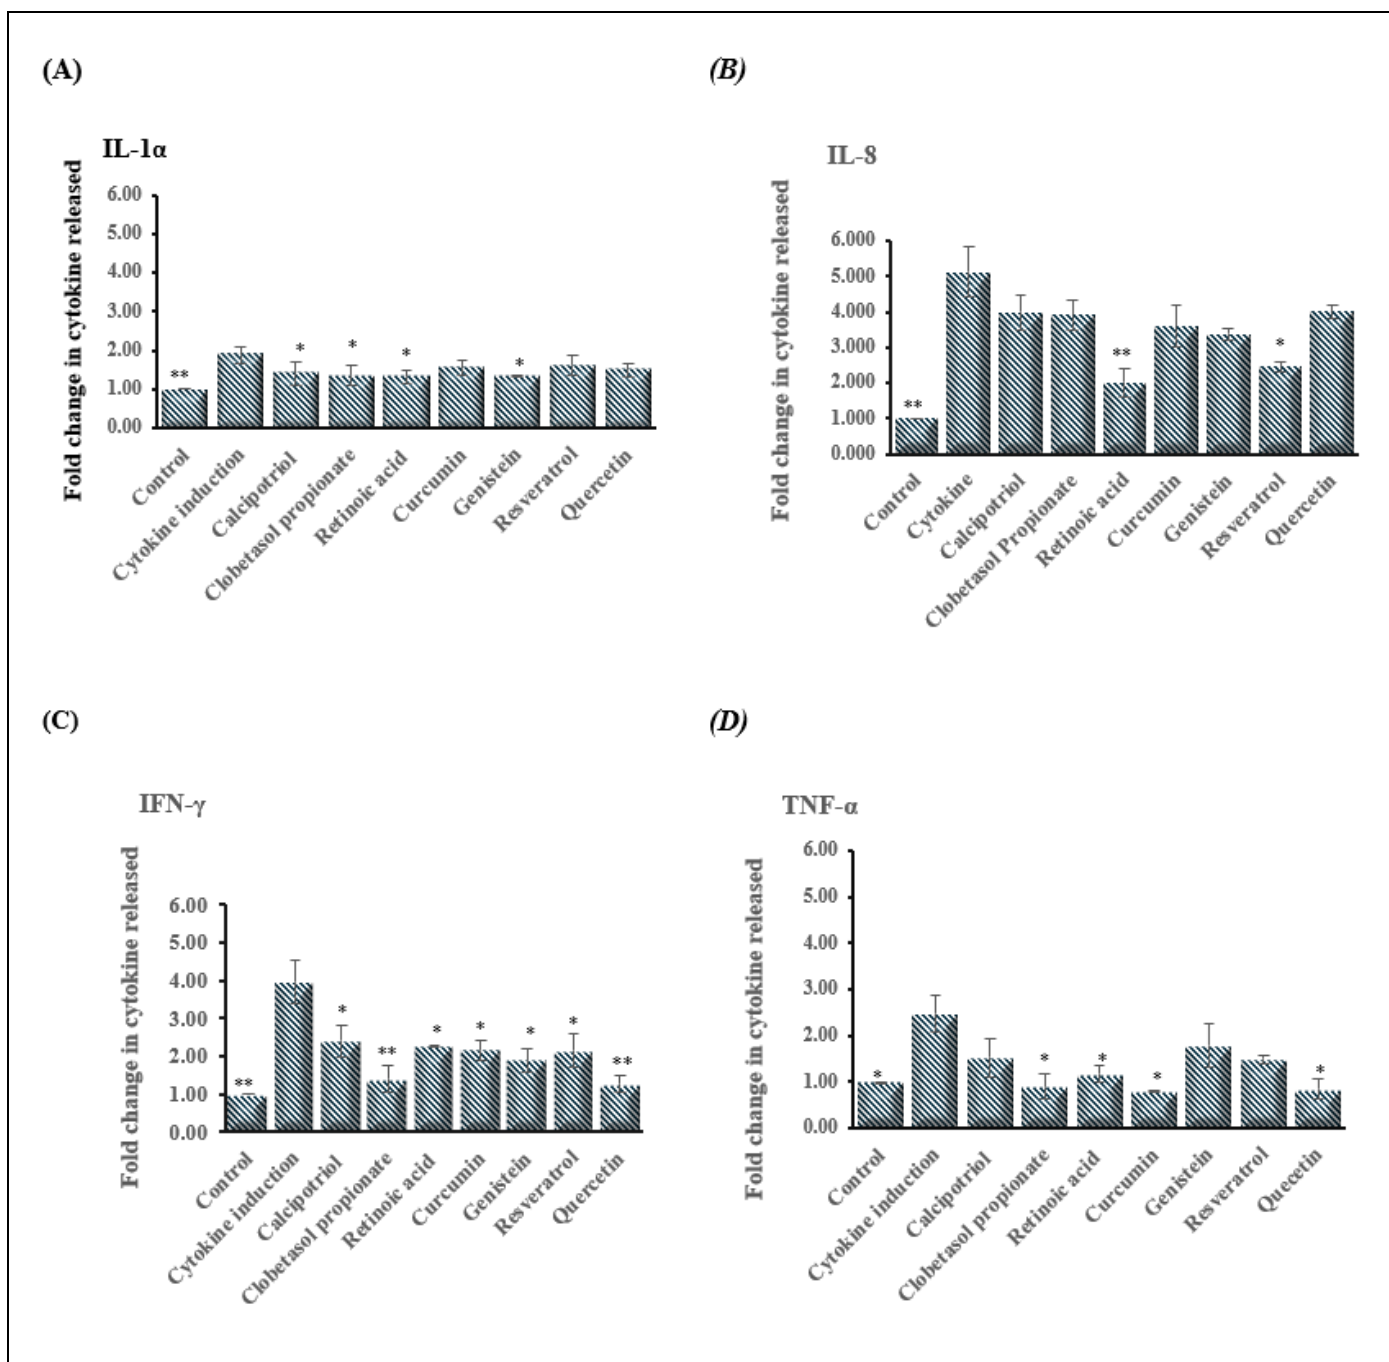 (A)
IL-1α
Fold change in cytokine released
6.00
5.00
4.00
3.00
2.00
1.00
0.00
**
*
*
*
*
Control
Cytokine induction
Calcipotriol
Clobetasol propionate
Retinoic acid
Curcumin
Genistein
Resveratrol
Quercetin
(B)
IL-8
Fold change in cytokine released
6.000
5.000
4.000
3.000
2.000
1.000
0.000
**
**
*
Control
Cytokine
Calcipotriol
Clobetasol Propionate
Retinoic acid
Curcumin
Genistein
Resveratrol
Quercetin
(C)
IFN-γ
Fold change in cytokine released
6.00
5.00
4.00
3.00
2.00
1.00
0.00
**
*
**
*
*
*
*
**
Control
Cytokine induction
Calcipotriol
Clobetasol propionate
Retinoic acid
Curcumin
Genistein
Resveratrol
Quercetin
(D)
TNF-α
Fold change in cytokine released
6.00
5.00
4.00
3.00
2.00
1.00
0.00
*
*
*
*
*
Control
Cytokine induction
Calcipotriol
Clobetasol propionate
Retinoic acid
Curcumin
Genistein
Resveratrol
Quecetin